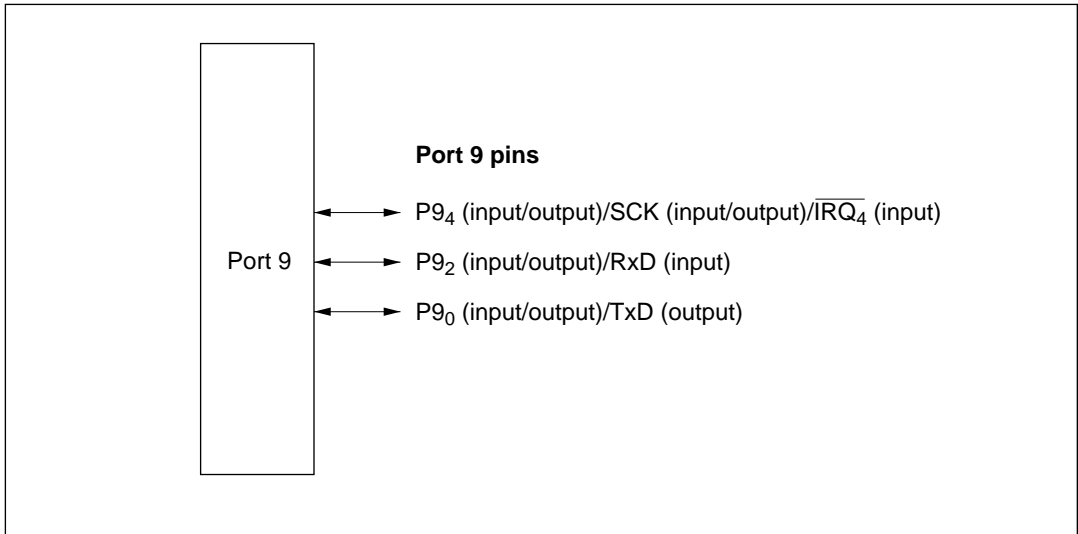 Port 9 pins
P9₄ (input/output)/SCK (input/output)/I̅R̅Q̅₄̅ (input)
Port 9
P9₂ (input/output)/RxD (input)
P9₀ (input/output)/TxD (output)